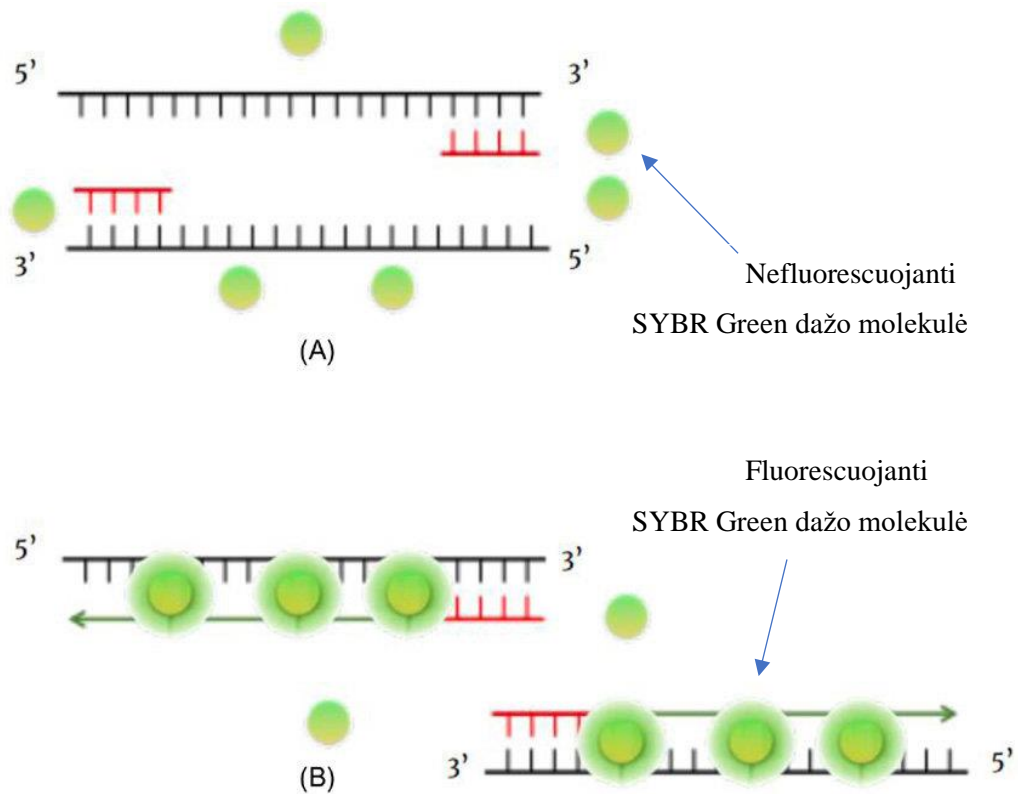 5’ 3’
3’ 5’
Nefluorescuojanti
SYBR Green dažo molekulė
(A)
Fluorescuojanti
SYBR Green dažo molekulė
5’ 3’
3’ 5’
(B)